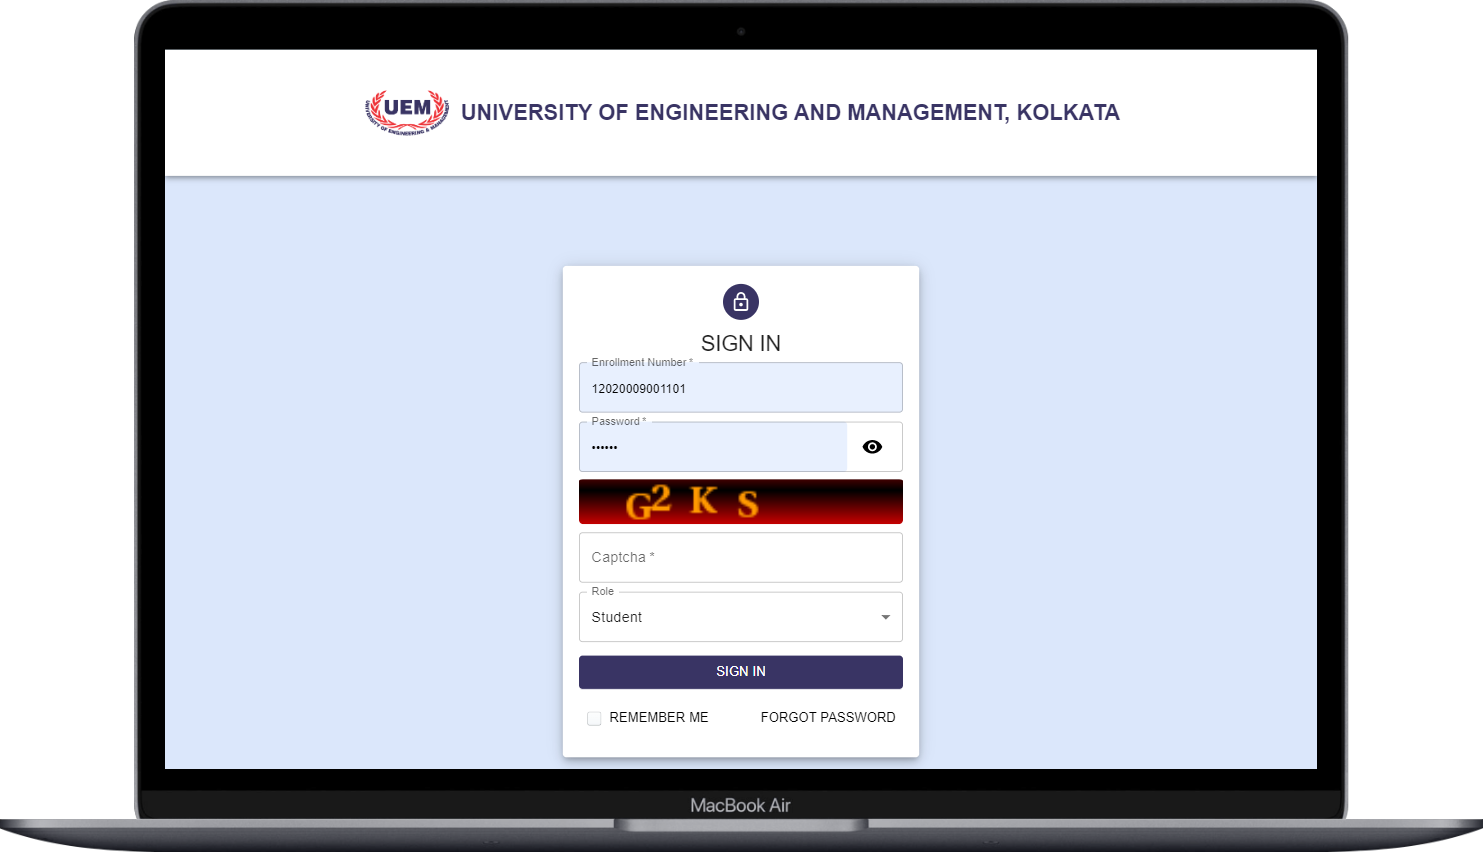 UEM
UNIVERSITY OF ENGINEERING & MANAGEMENT
UNIVERSITY OF ENGINEERING AND MANAGEMENT, KOLKATA
SIGN IN
Enrollment Number *
12020009001101
Password *
••••••
G2KS
Captcha *
Role
Student
SIGN IN
REMEMBER ME
FORGOT PASSWORD
MacBook Air